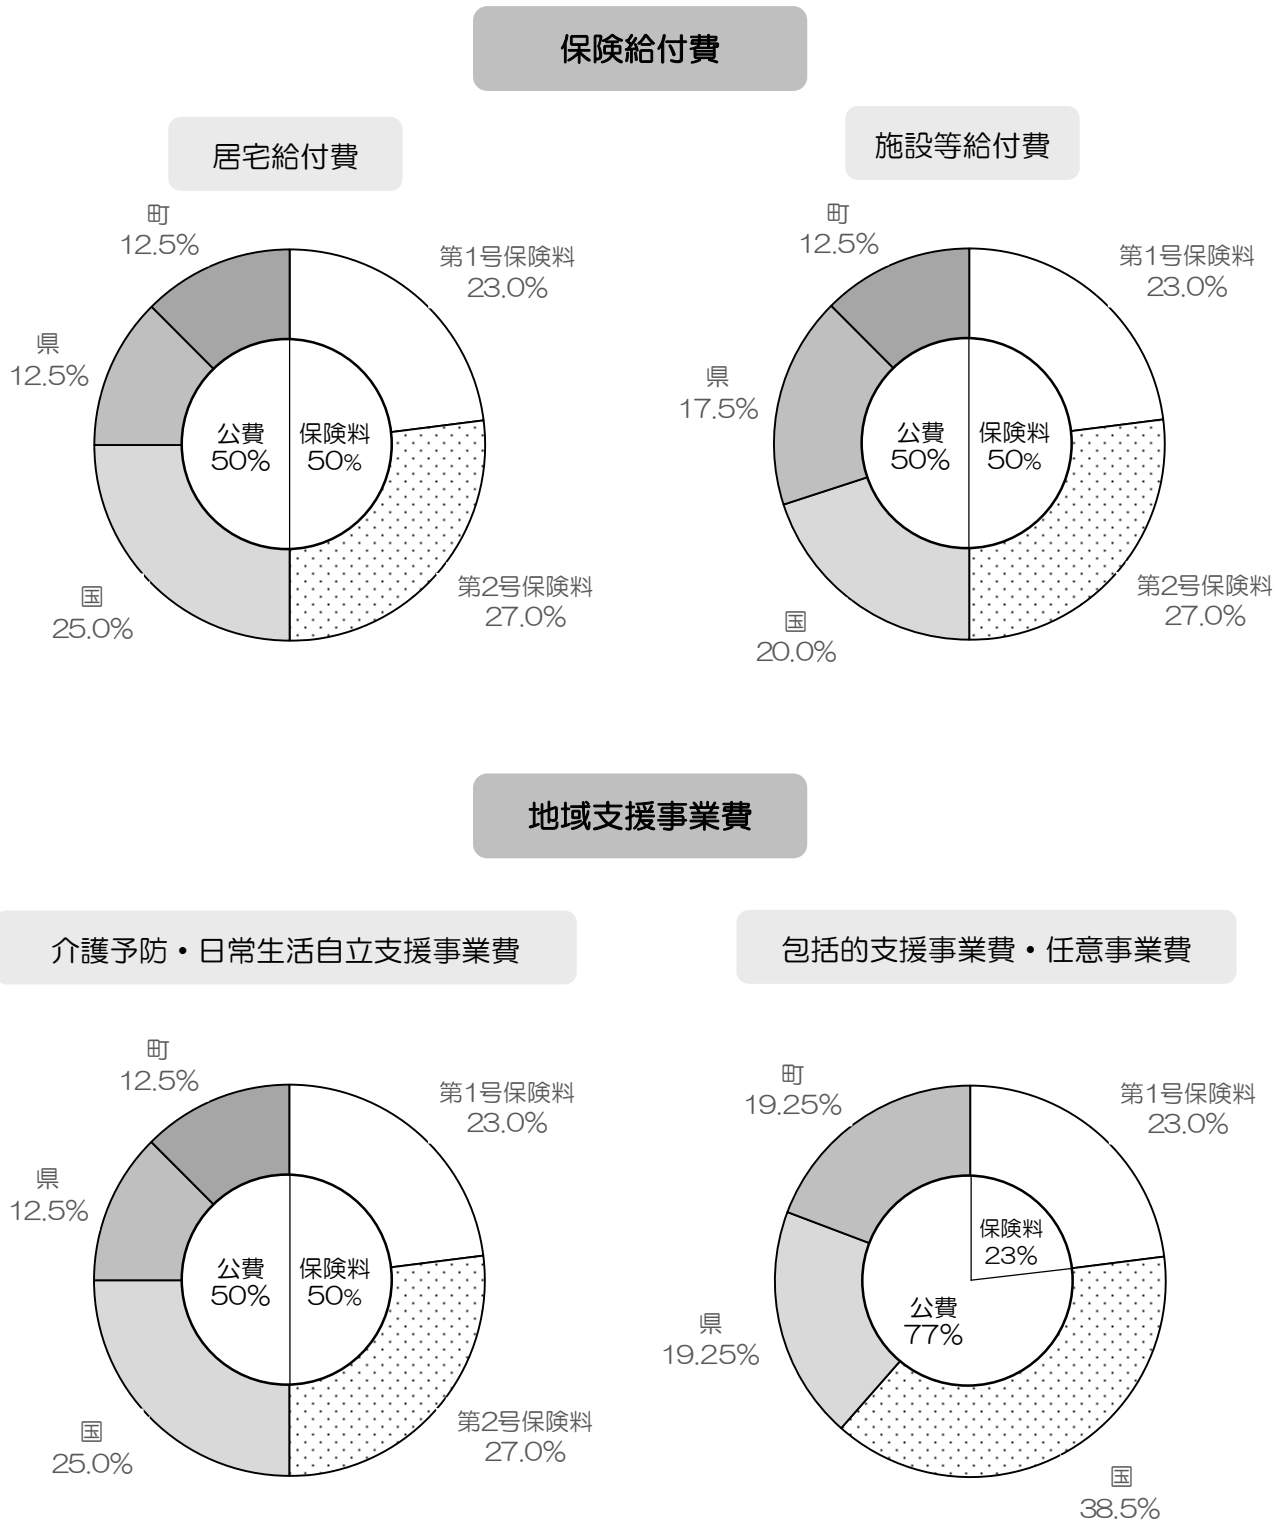 保険給付費
居宅給付費
町
12.5%
第1号保険料
23.0%
県
12.5%
公費
50%
保険料
50%
国
25.0%
第2号保険料
27.0%
施設等給付費
町
12.5%
第1号保険料
23.0%
県
17.5%
公費
50%
保険料
50%
国
20.0%
第2号保険料
27.0%
地域支援事業費
介護予防・日常生活自立支援事業費
町
12.5%
第1号保険料
23.0%
県
12.5%
公費
50%
保険料
50%
国
25.0%
第2号保険料
27.0%
包括的支援事業費・任意事業費
町
19.25%
第1号保険料
23.0%
保険料
23%
公費
77%
県
19.25%
国
38.5%